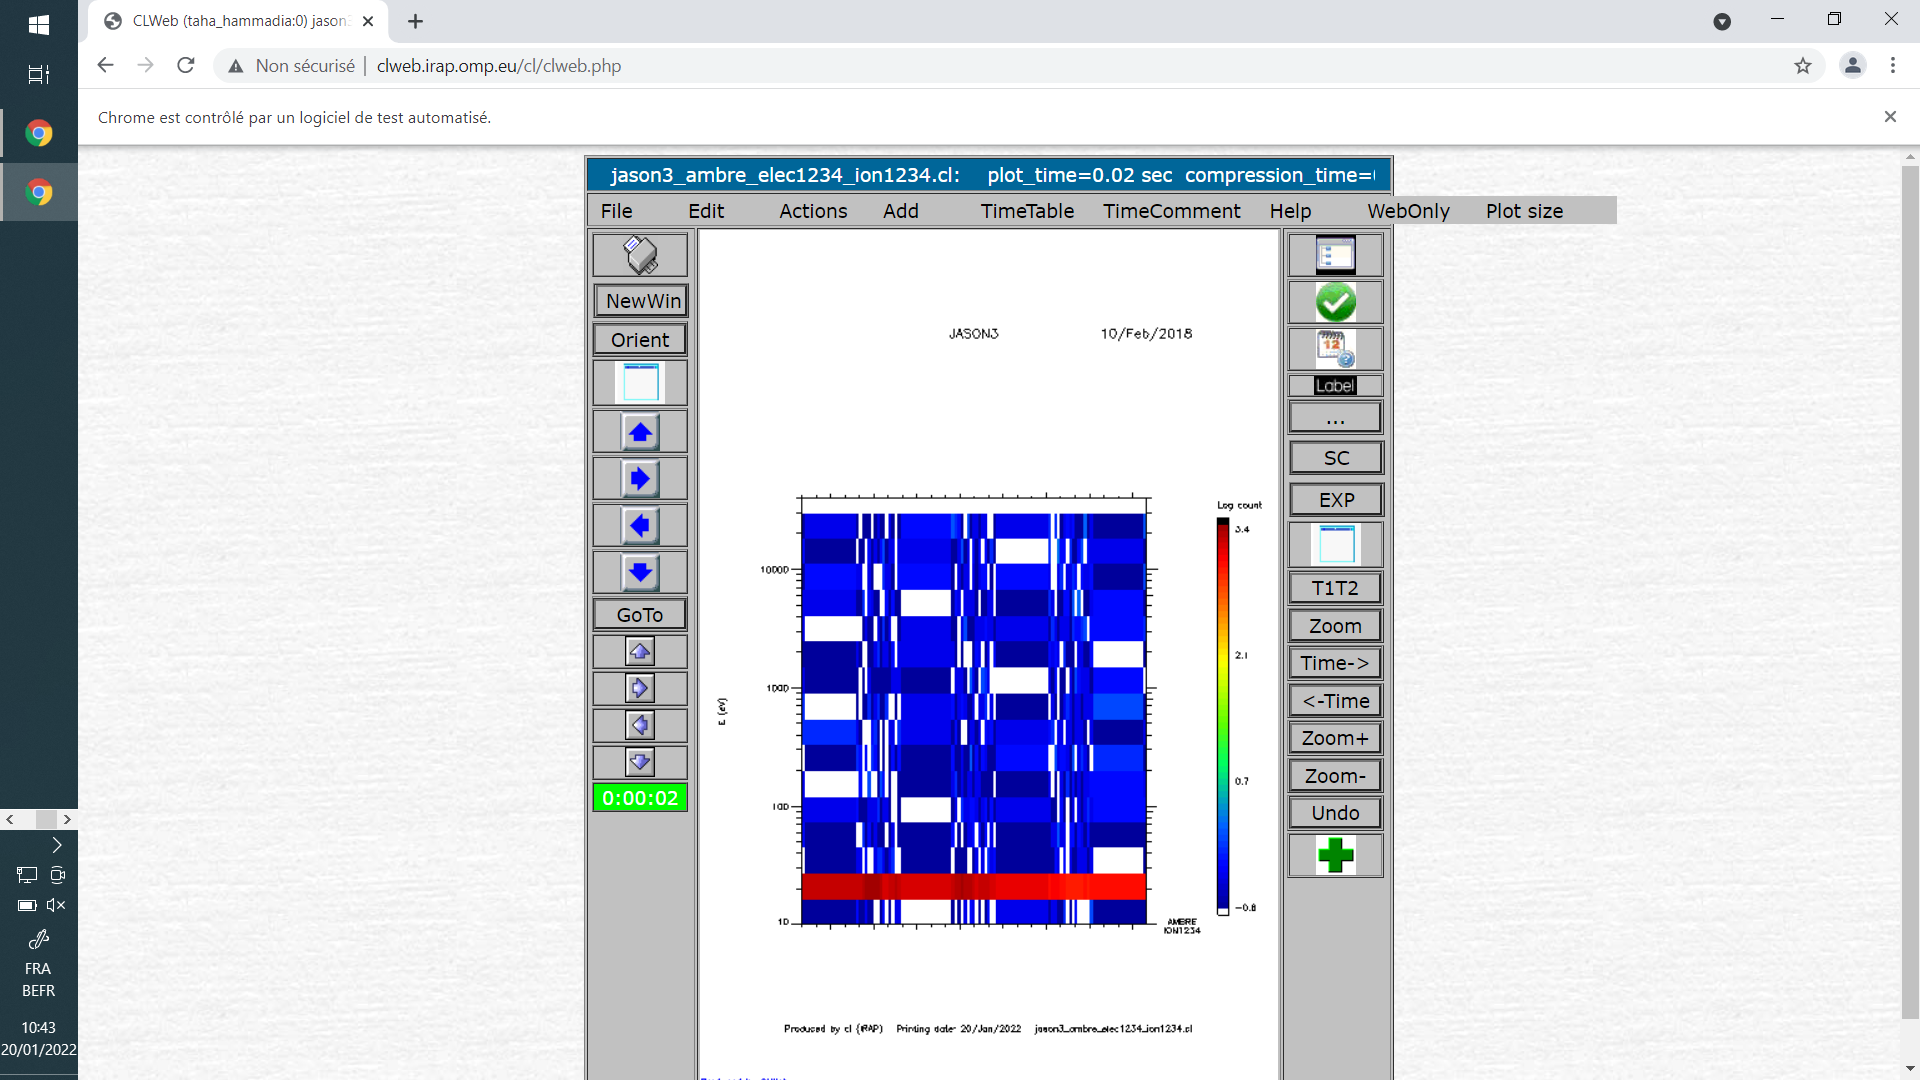 CLWeb (taha_hammadia:0) jason
Non sécurisé | clweb.irap.omp.eu/cl/clweb.php
Chrome est contrôlé par un logiciel de test automatisé.
jason3_ambre_elec1234_ion1234.cl: plot_time=0.02 sec compression_time=
File Edit Actions Add TimeTable TimeComment Help WebOnly Plot size
NewWin
Orient
GoTo
0:00:02
JASON3 10/Feb/2018
E (eV)
10000
1000
100
10
Log count
3.4
2.1
0.7
-0.8
AMBRE
ION1234
Produced by cl (IRAP) Printing date: 20/Jan/2022 jason3_ambre_elec1234_ion1234.cl
12
Label
...
SC
EXP
T1T2
Zoom
Time->
<-Time
Zoom+
Zoom-
Undo
FRA
BEFR
10:43
20/01/2022